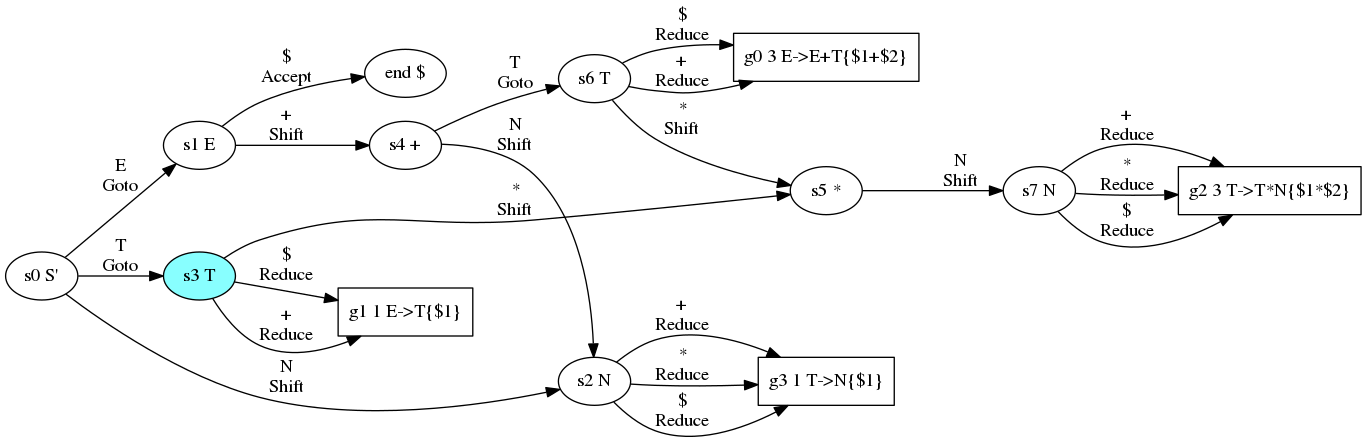 $
Reduce
g0 3 E->E+T{$1+$2}
+
Reduce
T
Goto
s6 T
$
Accept
end $
*
Shift
+
Shift
s1 E
s4 +
N
Shift
+
Reduce
E
Goto
*
Shift
s5 *
N
Shift
s7 N
*
Reduce
g2 3 T->T*N{$1*$2}
$
Reduce
s0 S'
T
Goto
s3 T
$
Reduce
g1 1 E->T{$1}
+
Reduce
N
Shift
+
Reduce
s2 N
*
Reduce
g3 1 T->N{$1}
$
Reduce